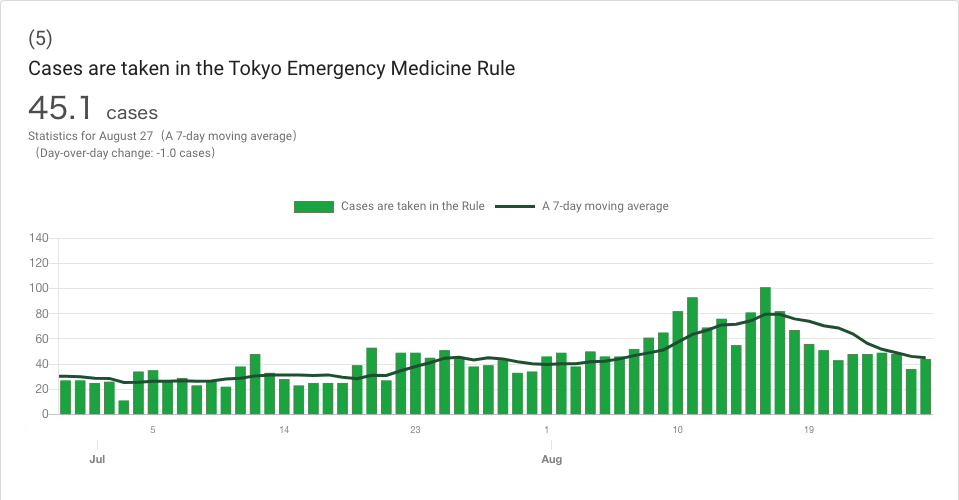 (5)
Cases are taken in the Tokyo Emergency Medicine Rule
45.1 cases
Statistics for August 27（A 7-day moving average）
（Day-over-day change: -1.0 cases）
Cases are taken in the Rule A 7-day moving average
140
120
100
80
60
40
20
0
5 14 23 1 10 19
Jul Aug